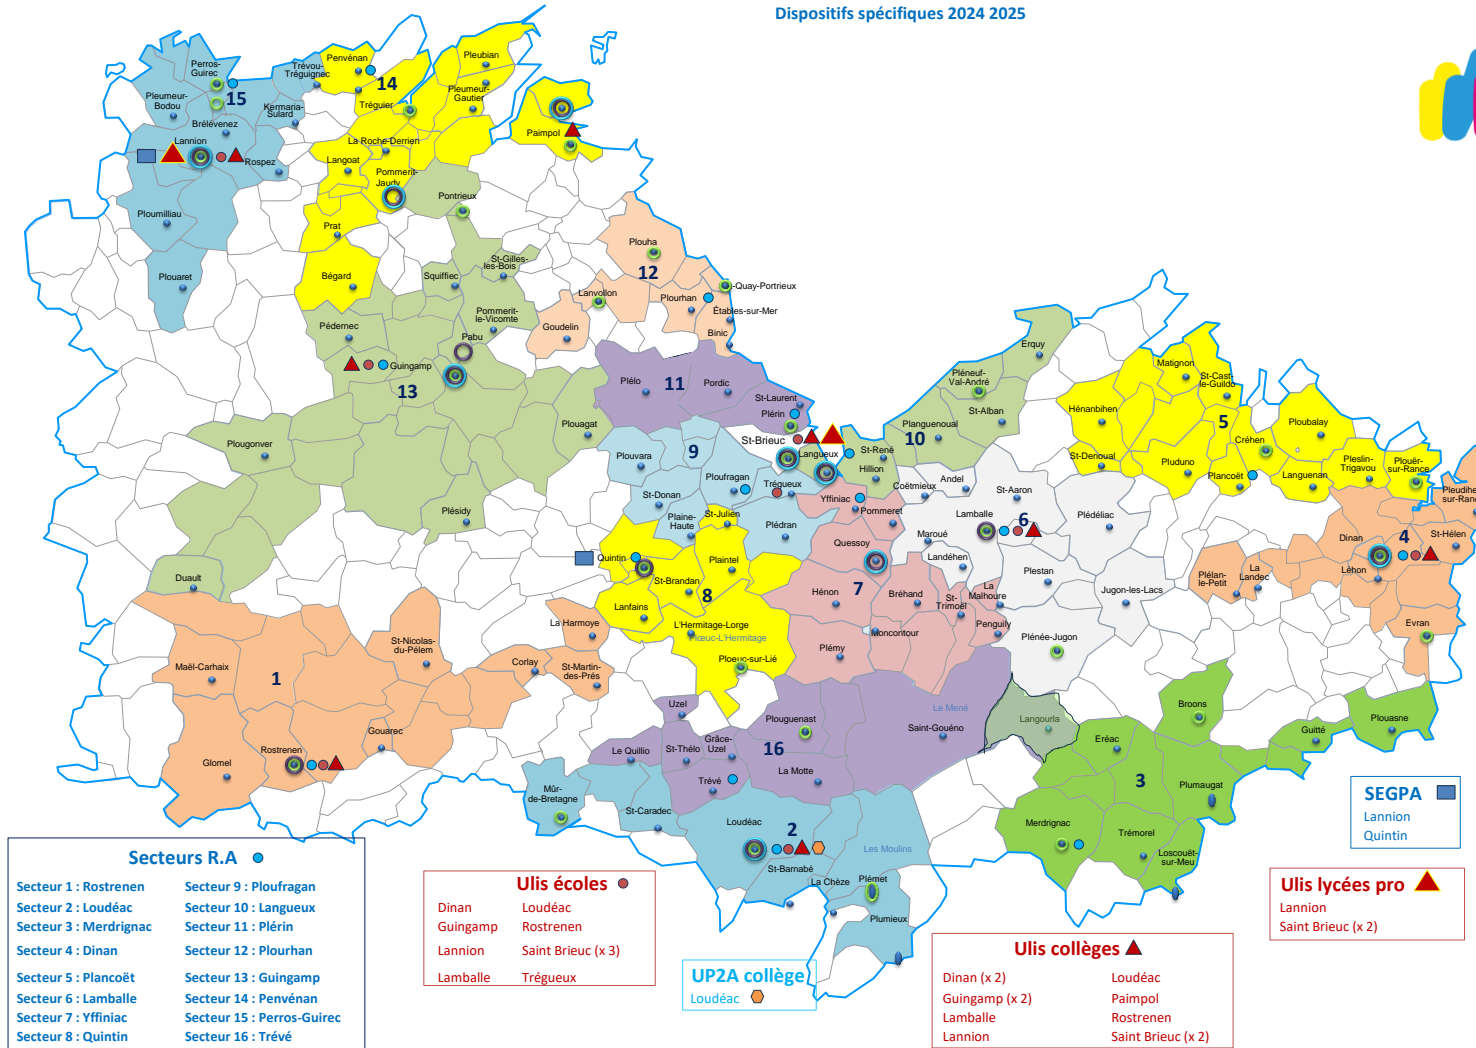 Dispositifs spécifiques 2024 2025
Pleubian
Penvénan
Perros-
Guirec
Trévou-
Tréguignec
14
Pleumeur-
Bodou
15
Pleumeur-
Gautier
Kermaria-
Sulard
Tréguier
Brélévenez
Paimpol
Lannion
La Roche-Derrien
Rospez
Langoat
Pommerit-
Jaudy
Pontrieux
Ploumilliau
Prat
Plouha
St-Gilles-
les-Bois
12
Plouaret
Bégard
Squiffiec
St-Quay-Portrieux
Lanvollon
Plourhan
Pommerit-
le-Vicomte
Étables-sur-Mer
Pédernec
Pabu
Goudelin
Binic
Erquy
Guingamp
Matignon
St-Cast-
le-Guildo
13
Plélo
11
Pordic
St-Laurent
Pléneuf-
Val-André
Plérin
Hénanbihen
St-Alban
5
Ploubalay
Plougonver
Plouagat
St-Brieuc
Planguenoual
10
Créhen
9
Langueux
St-René
Plouvara
Hillion
St-Denoual
Pluduno
Plancoët
Languenan
Pleslin-
Trigavou
Plouër-
sur-Rance
Ploufragan
Trégueux
Coëtmieux
Andel
St-Aaron
St-Donan
Yffiniac
Pleudihen-
sur-Rance
Plésidy
Plaine-
Haute
St-Julien
Plédran
Pommeret
Lamballe
6
Plédéliac
Maroué
Dinan
4
St-Hélen
Quintin
Quessoy
Landéhen
Plaintel
Léhon
Duault
St-Brandan
Plestan
Plélan-
le-Petit
La
Landec
7
La
Malhoure
8
Hénon
Bréhand
St-
Trimoël
Jugon-les-Lacs
Lanfains
La Harmoye
L'Hermitage-Lorge
Plœuc-L'Hermitage
Moncontour
Penguily
Evran
St-Nicolas-
du-Pélem
Plémy
Plénée-Jugon
Maël-Carhaix
Corlay
St-Martin-
des-Prés
Ploeuc-sur-Lié
1
Uzel
Le Mené
Broons
Plouguenast
Langourla
Saint-Gouéno
Plouasne
Gouarec
Grâce-
Uzel
Guitté
Rostrenen
Le Quillio
St-Thélo
16
Eréac
Glomel
La Motte
3
Trévé
Plumaugat
Mûr-
de-Bretagne
St-Caradec
Merdrignac
Loudéac
2
Trémorel
Les Moulins
Loscouët-
sur-Meu
St-Barnabé
La Chèze
Plémet
Plumieux
SEGPA
Lannion
Quintin
Secteurs R.A
Secteur 1 : Rostrenen
Secteur 2 : Loudéac
Secteur 3 : Merdrignac
Secteur 4 : Dinan
Secteur 5 : Plancoët
Secteur 6 : Lamballe
Secteur 7 : Yffiniac
Secteur 8 : Quintin
Secteur 9 : Ploufragan
Secteur 10 : Langueux
Secteur 11 : Plérin
Secteur 12 : Plourhan
Secteur 13 : Guingamp
Secteur 14 : Penvénan
Secteur 15 : Perros-Guirec
Secteur 16 : Trévé
Ulis écoles
Dinan
Guingamp
Lannion
Lamballe
Loudéac
Rostrenen
Saint Brieuc (x 3)
Trégueux
UP2A collège
Loudéac
Ulis collèges
Dinan (x 2)
Guingamp (x 2)
Lamballe
Lannion
Loudéac
Paimpol
Rostrenen
Saint Brieuc (x 2)
Ulis lycées pro
Lannion
Saint Brieuc (x 2)